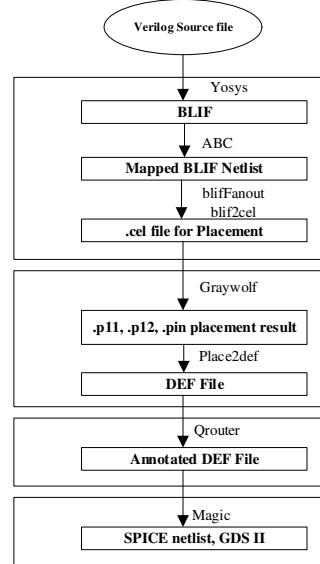 Verilog Source file
Yosys
BLIF
ABC
Mapped BLIF Netlist
blifFanout
blif2cel
.cel file for Placement
Graywolf
.p11, .p12, .pin placement result
Place2def
DEF File
Qrouter
Annotated DEF File
Magic
SPICE netlist, GDS II